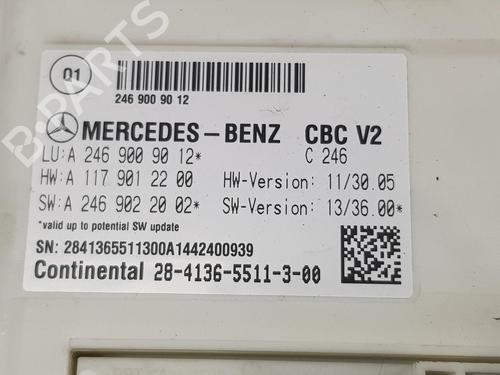 01
246 900 90 12
MERCEDES-BENZ CBC V2
LU:A 246 900 90 12* C 246
HW:A 117 901 22 00 HW-Version: 11/30.05
SW:A 246 902 20 02* SW-Version: 13/36.00*
*valid up to potential SW update
SN: 2841365511300A1442400939
Continental 28-4136-5511-3-00
B-PARTS